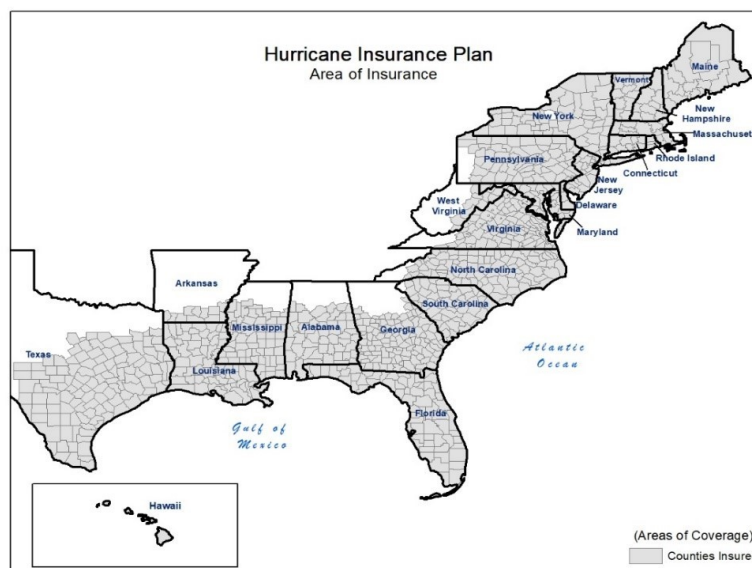 Hurricane Insurance Plan
Area of Insurance
Maine
Vermont
New
Hampshire
New York
Massachuset
Rhode Island
Connecticut
Pennsylvania
New
Jersey
West
Virginia
Delaware
Maryland
Virginia
Arkansas
North Carolina
South Carolina
Mississippi
Alabama
Georgia
Texas
Louisiana
Atlantic
Ocean
Florida
Gulf of
Mexico
Hawaii
(Areas of Coverage)
Counties Insure